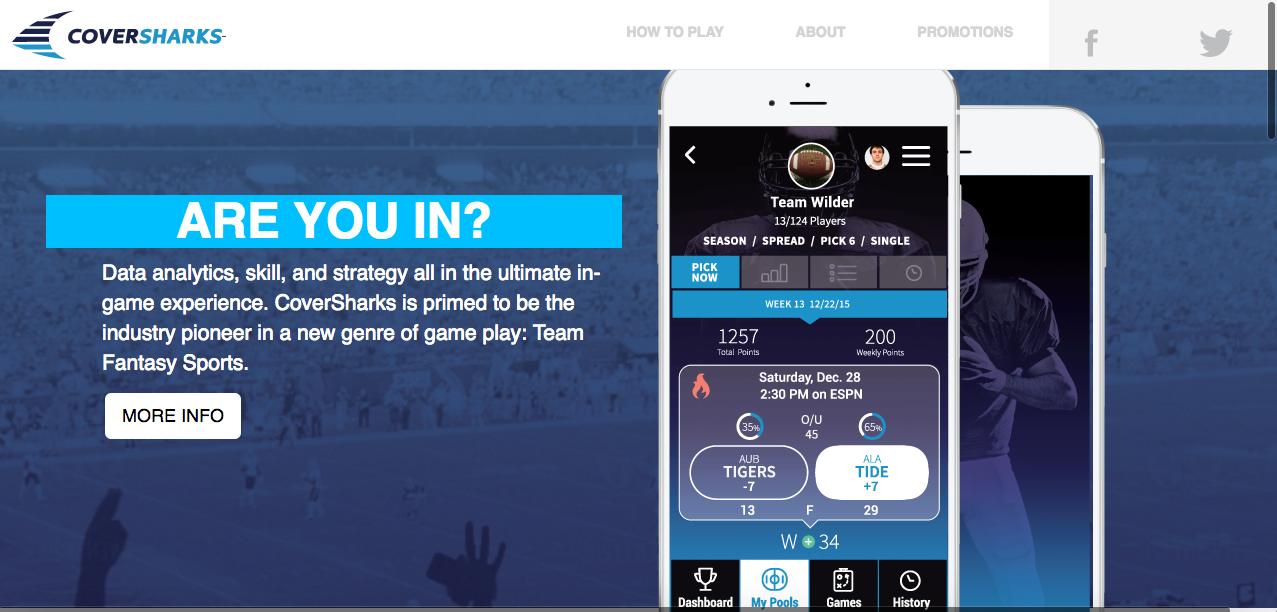 COVERSHARKS
HOW TO PLAY
ABOUT
PROMOTIONS
f
ARE YOU IN?
Data analytics, skill, and strategy all in the ultimate in-
game experience. CoverSharks is primed to be the
industry pioneer in a new genre of game play: Team
Fantasy Sports.
MORE INFO
Team Wilder
13/124 Players
SEASON / SPREAD / PICK 6 / SINGLE
PICK
NOW
WEEK 13 12/22/15
1257
Total Points
200
Weekly Points
Saturday, Dec. 28
2:30 PM on ESPN
35%
O/U
45
65%
AUB
TIGERS
-7
ALA
TIDE
+7
13 F 29
W + 34
Dashboard
My Pools
Games
History